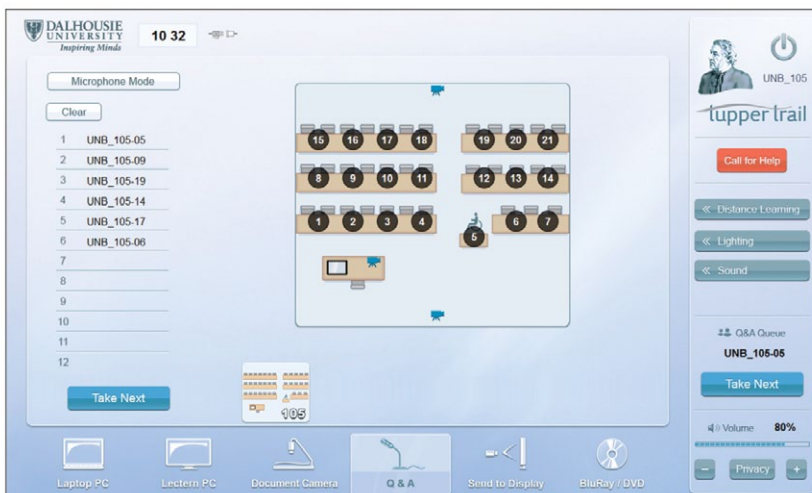 DALHOUSIE
UNIVERSITY
Inspiring Minds
10 32
Microphone Mode
Clear
1 UNB_105-05
2 UNB_105-09
3 UNB_105-19
4 UNB_105-14
5 UNB_105-17
6 UNB_105-06
7
8
9
10
11
12
Take Next
15 16 17 18 19 20 21
8 9 10 11 12 13 14
1 2 3 4 5 6 7
105
UNB_105
tupper trail
Call for Help
« Distance Learning
« Lighting
« Sound
Q&A Queue
UNB_105-05
Take Next
Volume 80%
- Privacy +
Laptop PC Lectern PC Document Camera Q & A Send to Display BluRay / DVD